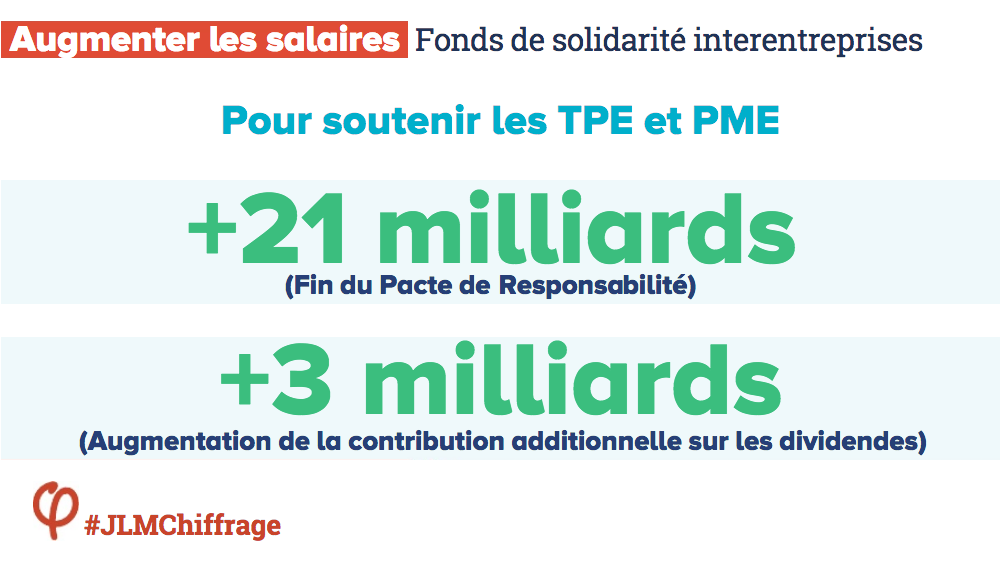 Augmenter les salaires Fonds de solidarité interentreprises
Pour soutenir les TPE et PME
+21 milliards
(Fin du Pacte de Responsabilité)
+3 milliards
(Augmentation de la contribution additionnelle sur les dividendes)
#JLMChiffrage